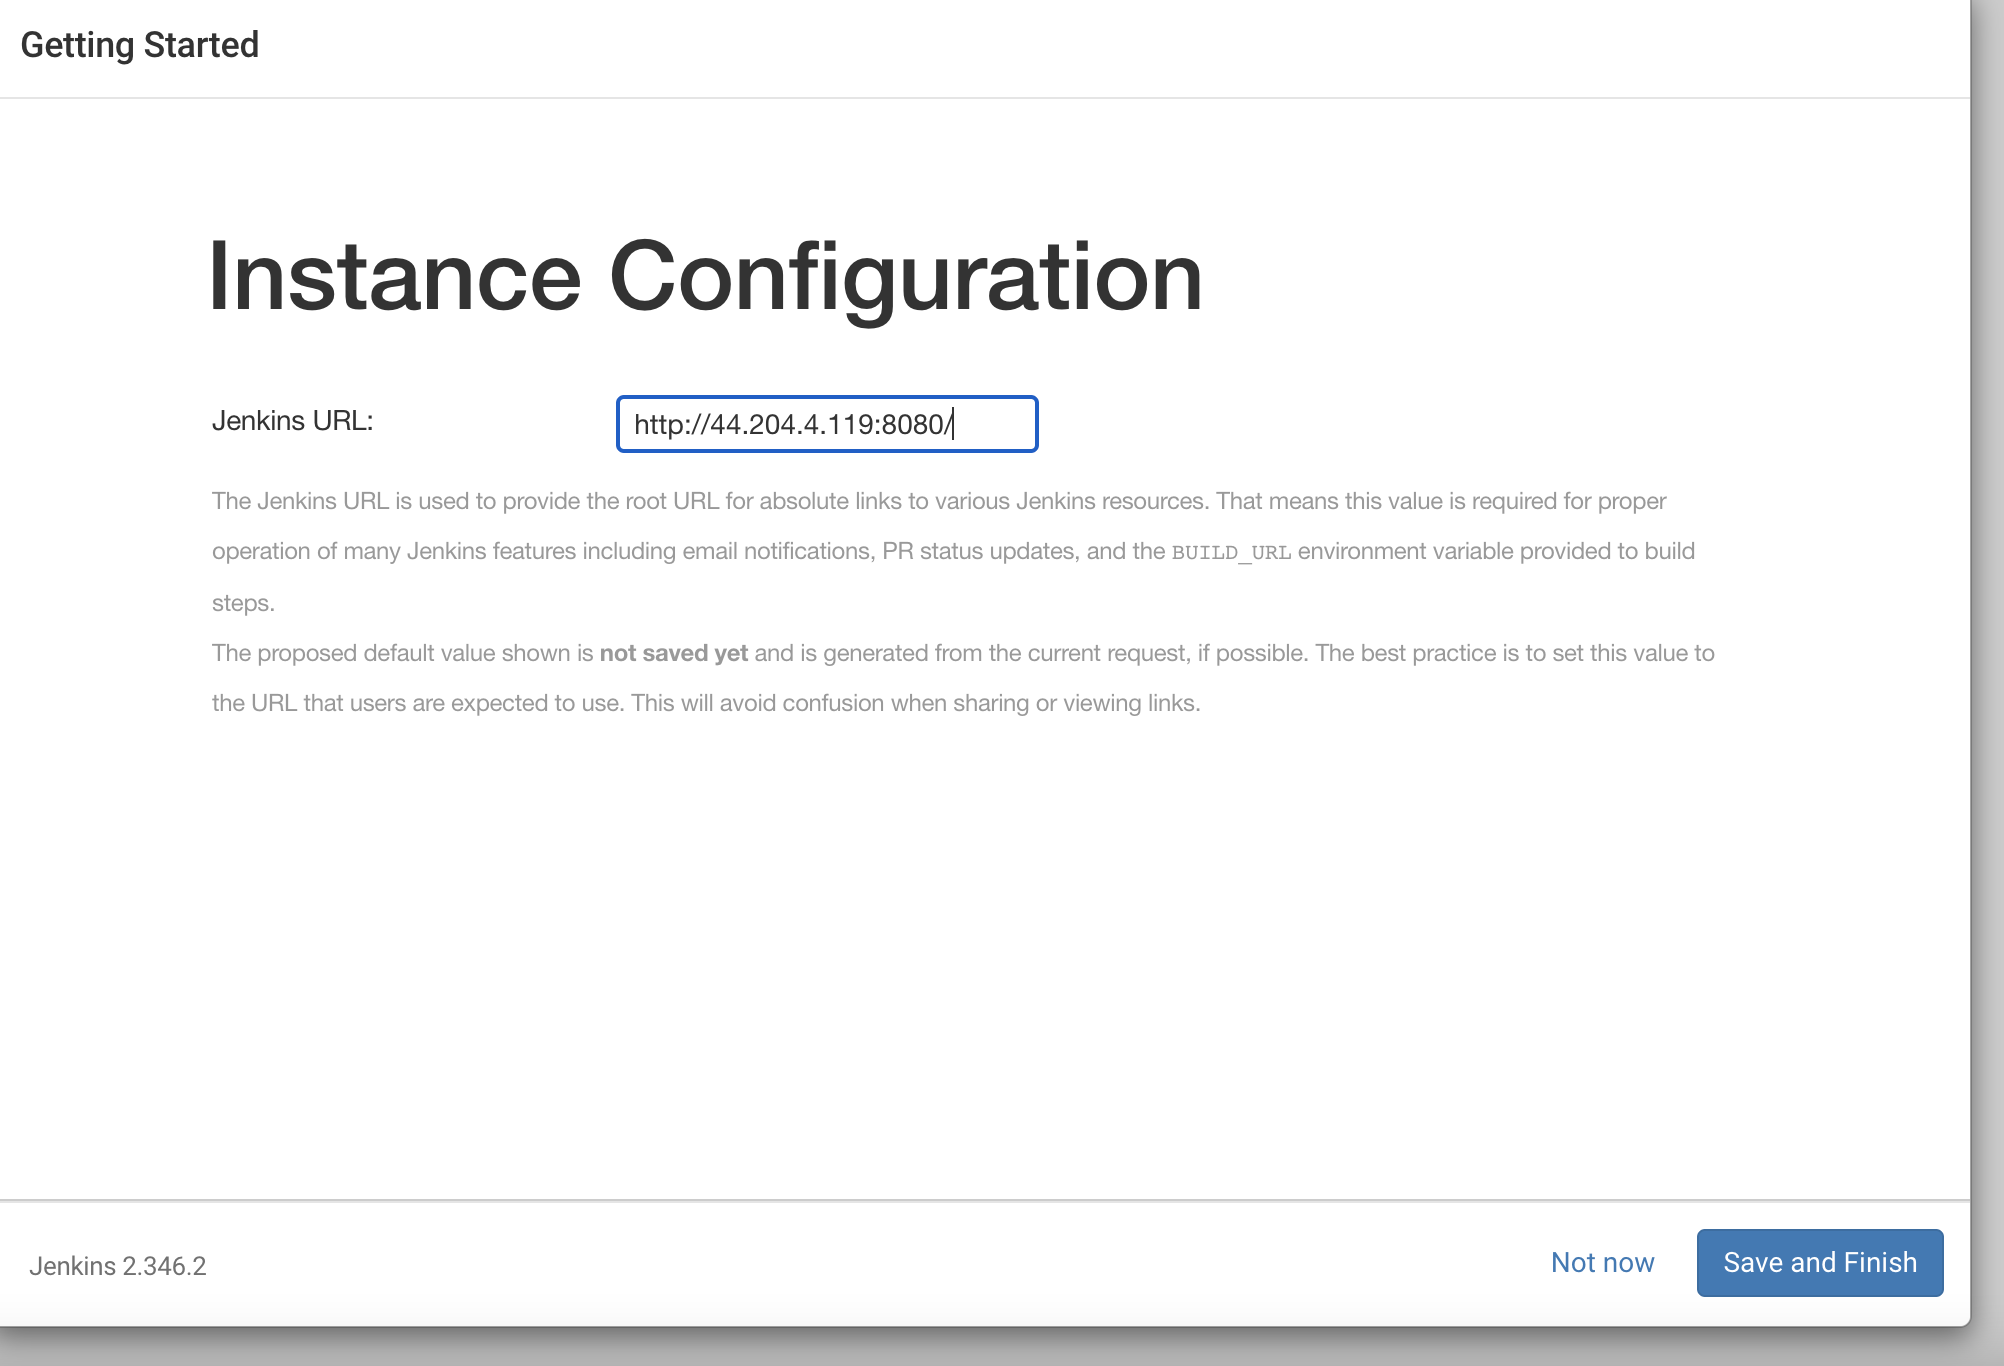 Getting Started
Instance Configuration
Jenkins URL:
http://44.204.4.119:8080/
The Jenkins URL is used to provide the root URL for absolute links to various Jenkins resources. That means this value is required for proper
operation of many Jenkins features including email notifications, PR status updates, and the BUILD_URL environment variable provided to build
steps.
The proposed default value shown is not saved yet and is generated from the current request, if possible. The best practice is to set this value to
the URL that users are expected to use. This will avoid confusion when sharing or viewing links.
Jenkins 2.346.2
Not now
Save and Finish